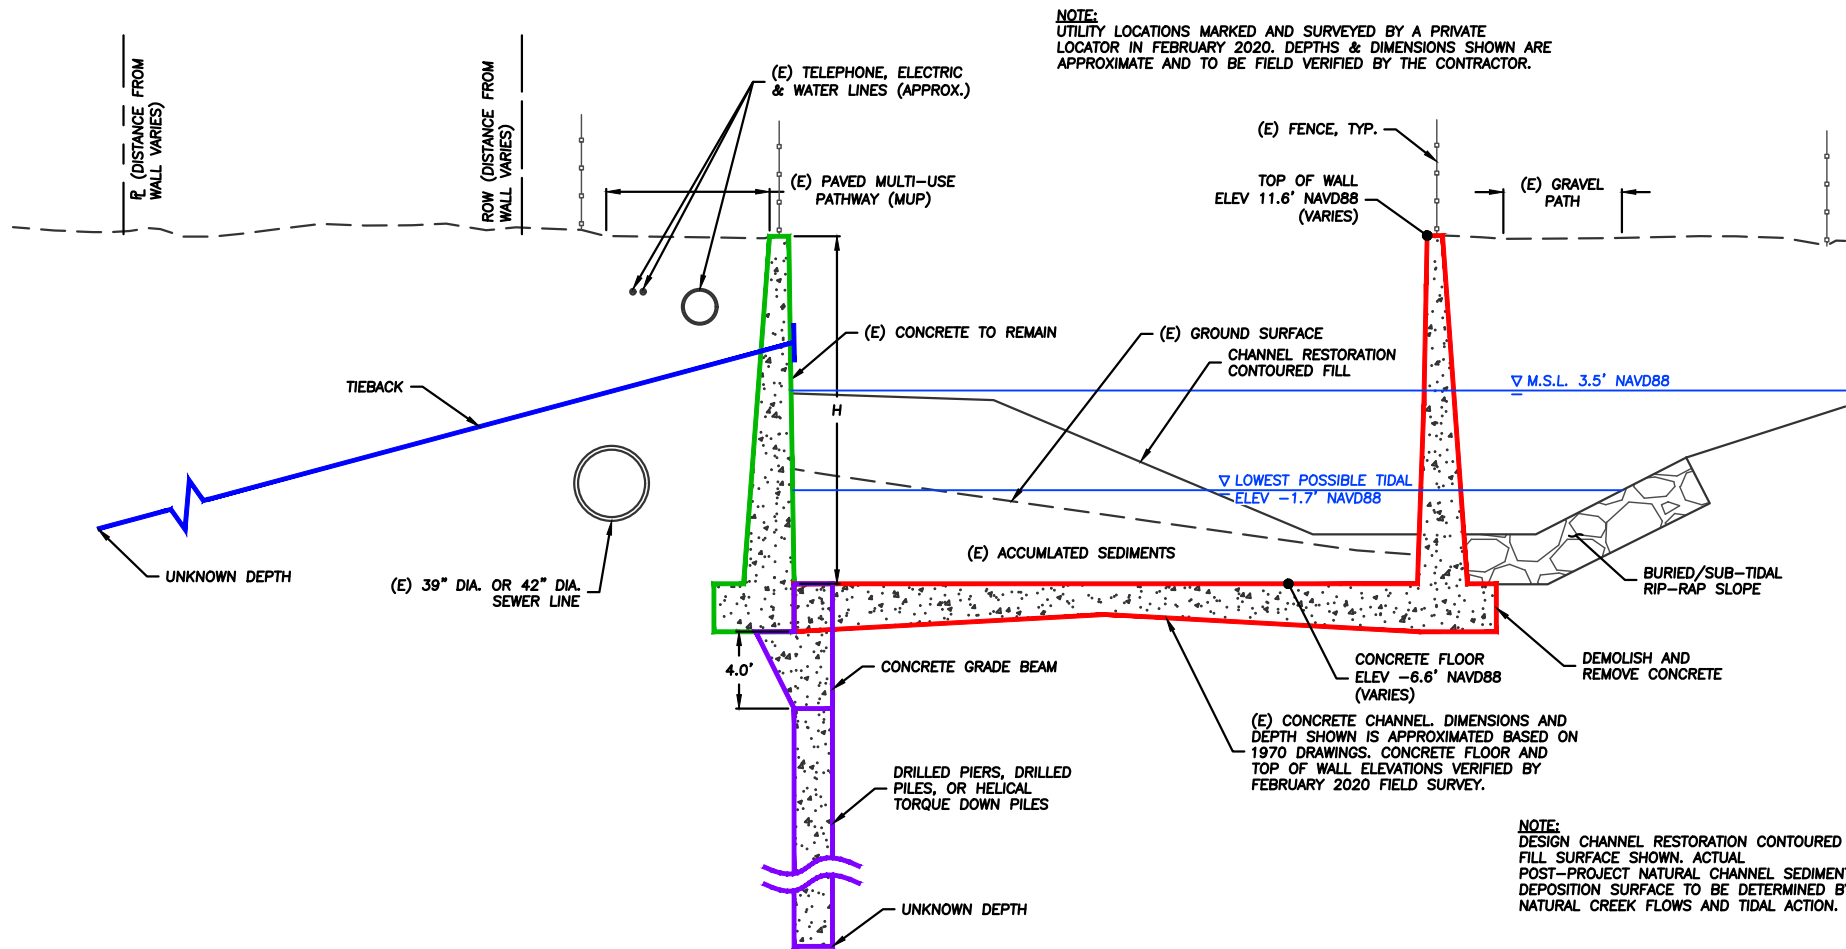 NOTE:
UTILITY LOCATIONS MARKED AND SURVEYED BY A PRIVATE
LOCATOR IN FEBRUARY 2020. DEPTHS & DIMENSIONS SHOWN ARE
APPROXIMATE AND TO BE FIELD VERIFIED BY THE CONTRACTOR.
PL (DISTANCE FROM
WALL VARIES)
ROW (DISTANCE FROM
WALL VARIES)
(E) TELEPHONE, ELECTRIC
& WATER LINES (APPROX.)
(E) PAVED MULTI-USE
PATHWAY (MUP)
(E) FENCE, TYP.
TOP OF WALL
ELEV 11.6' NAVD88
(VARIES)
(E) GRAVEL
PATH
(E) CONCRETE TO REMAIN
(E) GROUND SURFACE
CHANNEL RESTORATION
CONTOURED FILL
M.S.L. 3.5' NAVD88
TIEBACK
H
LOWEST POSSIBLE TIDAL
ELEV -1.7' NAVD88
(E) ACCUMLATED SEDIMENTS
UNKNOWN DEPTH
(E) 39" DIA. OR 42" DIA.
SEWER LINE
BURIED/SUB-TIDAL
RIP-RAP SLOPE
4.0'
CONCRETE GRADE BEAM
CONCRETE FLOOR
ELEV -6.6' NAVD88
(VARIES)
DEMOLISH AND
REMOVE CONCRETE
(E) CONCRETE CHANNEL. DIMENSIONS AND
DEPTH SHOWN IS APPROXIMATED BASED ON
1970 DRAWINGS. CONCRETE FLOOR AND
TOP OF WALL ELEVATIONS VERIFIED BY
FEBRUARY 2020 FIELD SURVEY.
DRILLED PIERS, DRILLED
PILES, OR HELICAL
TORQUE DOWN PILES
UNKNOWN DEPTH
NOTE:
DESIGN CHANNEL RESTORATION CONTOURED
FILL SURFACE SHOWN. ACTUAL
POST-PROJECT NATURAL CHANNEL SEDIMENT
DEPOSITION SURFACE TO BE DETERMINED BY
NATURAL CREEK FLOWS AND TIDAL ACTION.